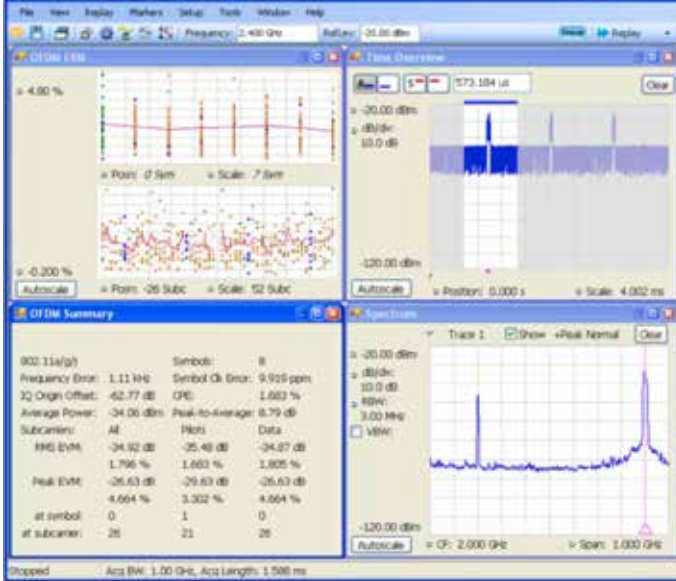 File View Replay Markers Setup Tools Window Help
Frequency: 2.400 GHz RefLev: -20.00 dBm Replay
OFDM EVM
4.80 %
Posn: 0 Sym Scale: 7 Sym
-0.200 %
Autoscale Posn: -26 Subc Scale: 52 Subc
Time Overview
573.184 us Clear
-20.00 dBm
dB/div:
10.0 dB
-120.00 dBm
Autoscale Position: 0.000 s Scale: 4.002 ms
OFDM Summary
802.11a/g/j Symbols: 8
Frequency Error: 1.11 kHz Symbol Clk Error: 9.919 ppm
IQ Origin Offset: -62.77 dB CPE: 1.683 %
Average Power: -34.06 dBm Peak-to-Average: 8.79 dB
Subcarriers: All Pilots Data
RMS EVM: -34.92 dB -35.48 dB -34.87 dB
1.796 % 1.683 % 1.805 %
Peak EVM: -26.63 dB -29.63 dB -26.63 dB
4.664 % 3.302 % 4.664 %
at symbol: 0 1 0
at subcarrier: 26 21 26
Spectrum
Trace 1 Show +Peak Normal Clear
-20.00 dBm
dB/div:
10.0 dB
RBW:
3.00 MHz
VBW:
-120.00 dBm
Autoscale CF: 2.000 GHz Span: 1.000 GHz
Stopped Acq BW: 1.00 GHz, Acq Length: 1.588 ms